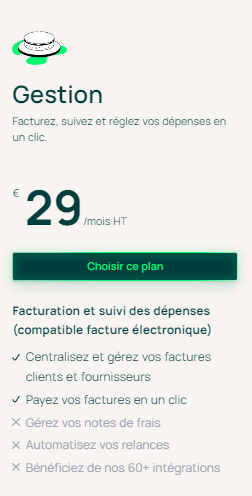 Gestion
Facturez, suivez et réglez vos dépenses en
un clic.
€ 29 /mois HT
Choisir ce plan
Facturation et suivi des dépenses
(compatible facture électronique)
Centralisez et gérez vos factures
clients et fournisseurs
Payez vos factures en un clic
Gérez vos notes de frais
Automatisez vos relances
Bénéficiez de nos 60+ intégrations